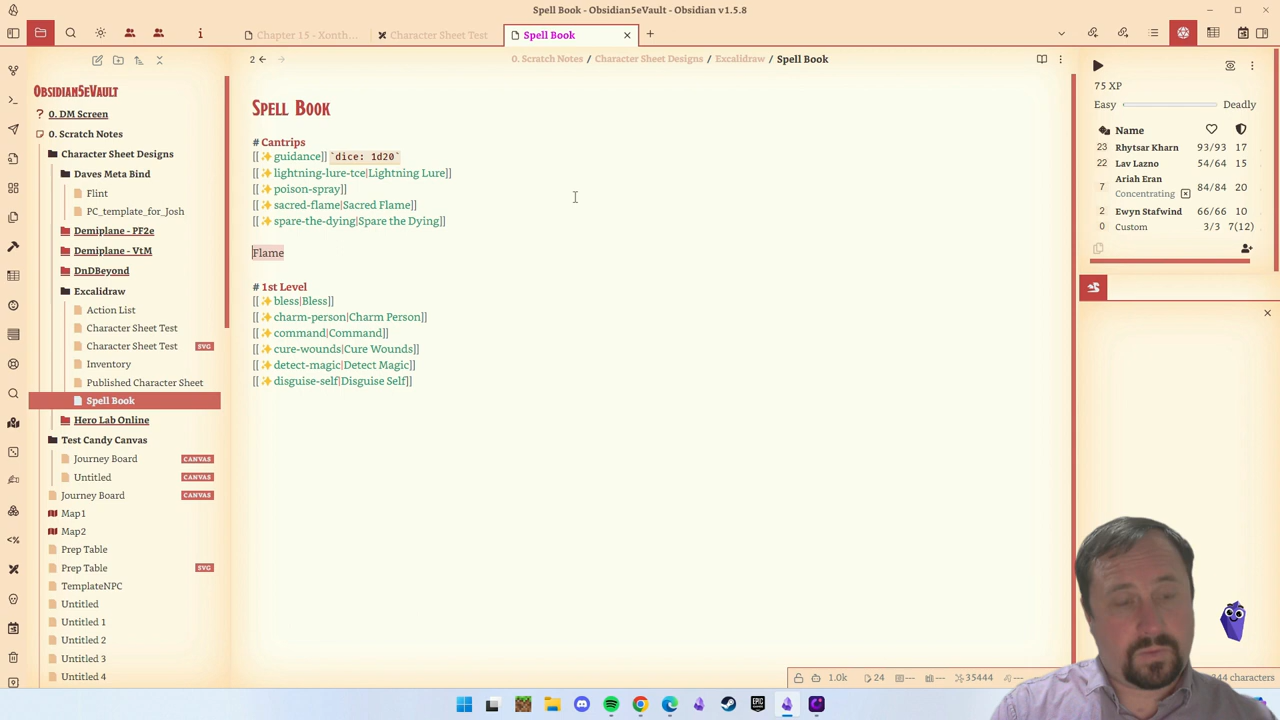 Spell Book - Obsidian5eVault - Obsidian v1.5.8
Chapter 15 - Xonth...
Character Sheet Test
Spell Book
2
0. Scratch Notes / Character Sheet Designs / Excalidraw / Spell Book
Obsidian5eVault
0. DM Screen
0. Scratch Notes
Character Sheet Designs
Daves Meta Bind
Flint
PC_template_for_Josh
Demiplane - PF2e
Demiplane - VtM
DnDBeyond
Excalidraw
Action List
Character Sheet Test
Character Sheet Test SVG
Inventory
Published Character Sheet
Spell Book
Hero Lab Online
Test Candy Canvas
Journey Board CANVAS
Untitled CANVAS
Journey Board CANVAS
Map1
Map2
Prep Table
Prep Table SVG
TemplateNPC
Untitled
Untitled 1
Untitled 2
Untitled 3
Untitled 4
Spell Book
# Cantrips
[[✨guidance]] `dice: 1d20`
[[✨lightning-lure-tce|Lightning Lure]]
[[✨poison-spray]]
[[✨sacred-flame|Sacred Flame]]
[[✨spare-the-dying|Spare the Dying]]
Flame
# 1st Level
[[✨bless|Bless]]
[[✨charm-person|Charm Person]]
[[✨command|Command]]
[[✨cure-wounds|Cure Wounds]]
[[✨detect-magic|Detect Magic]]
[[✨disguise-self|Disguise Self]]
75 XP
Easy Deadly
Name
23 Rhytsar Kharn 93/93 17
22 Lav Lazno 54/64 15
7 Ariah Eran 84/84 20
Concentrating
2 Ewyn Stafwind 66/66 10
0 Custom 3/3 7(12)
1.0k 24 --- --- 35444 --- characters
EPIC GAMES